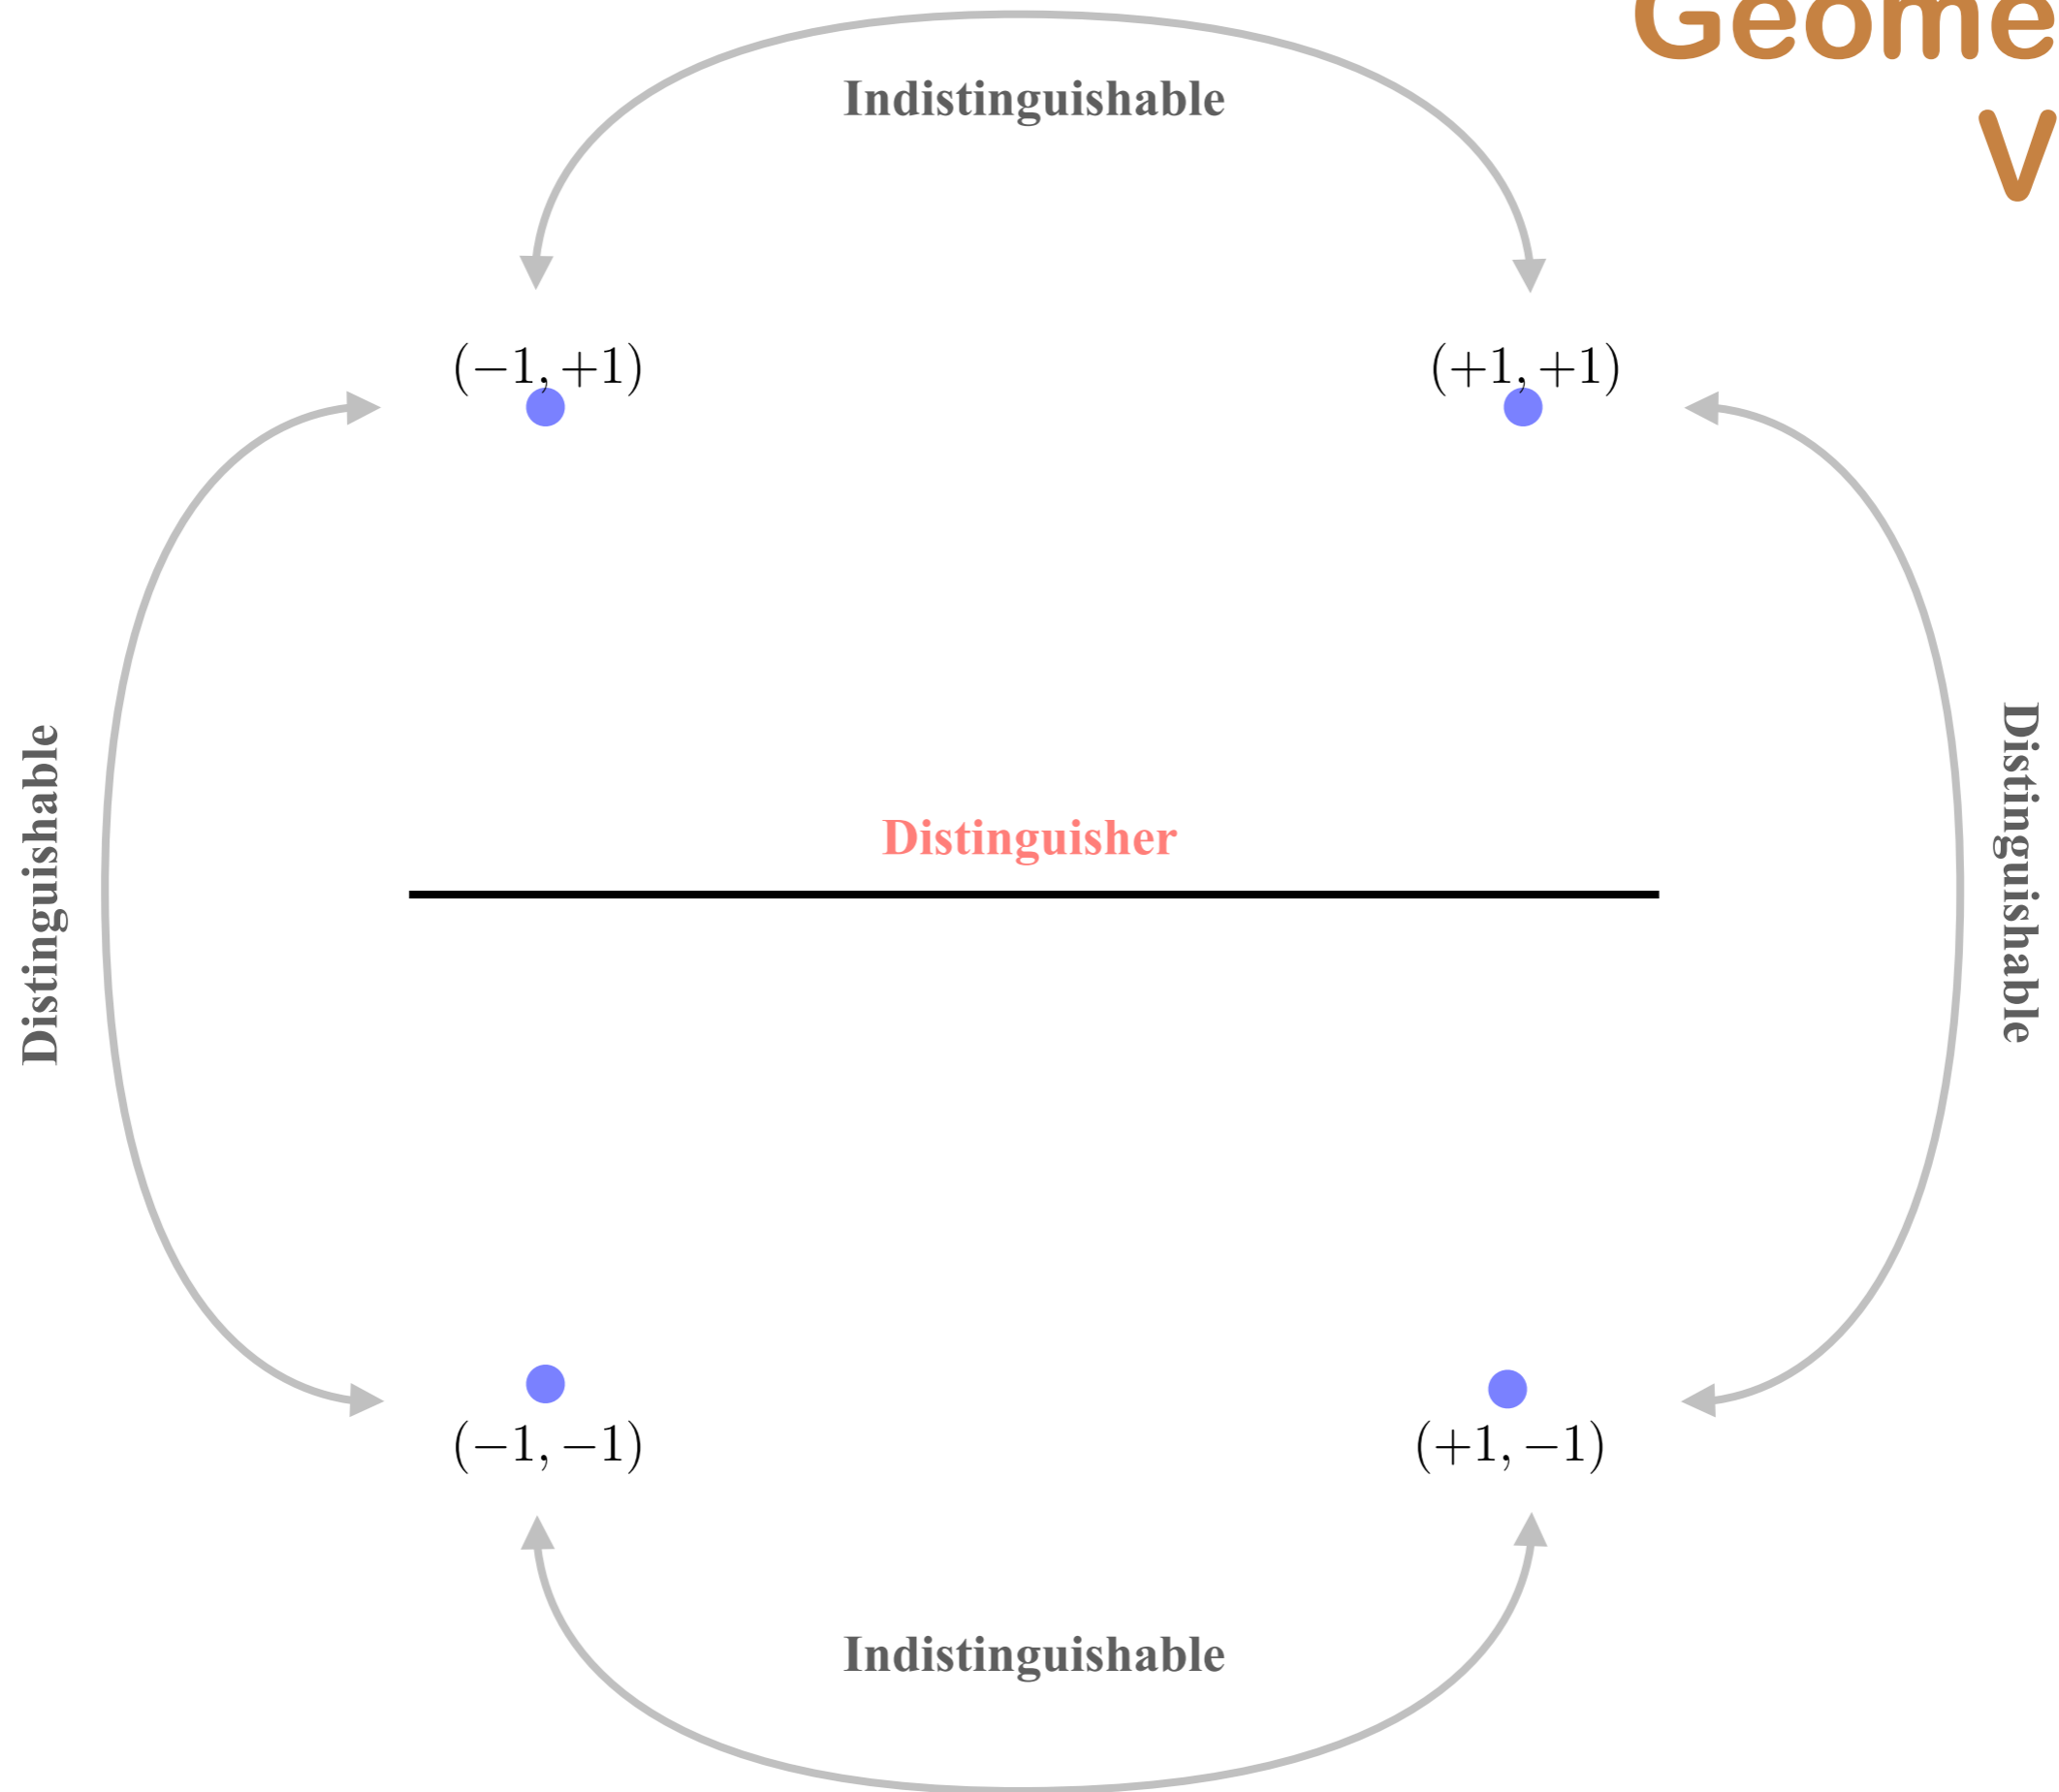 Geome
V
Indistinguishable
(−1, +1)
(+1, +1)
Distinguishable
Distinguisher
Distinguishable
(−1, −1)
(+1, −1)
Indistinguishable